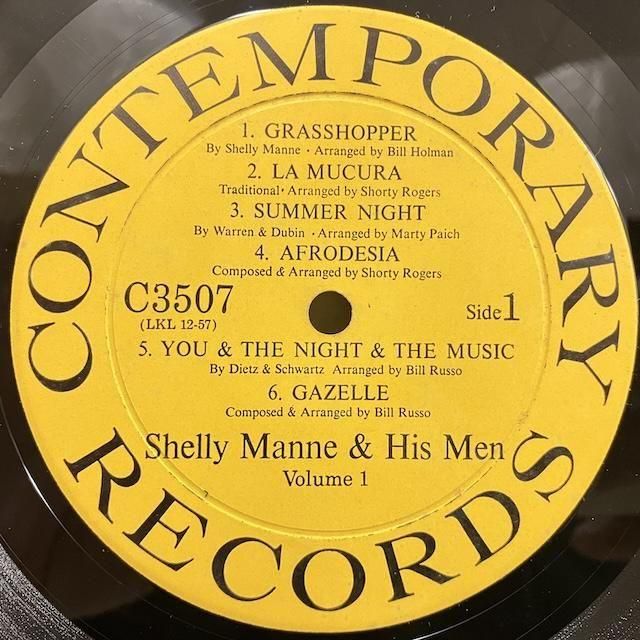 CONTEMPORARY
1. GRASSHOPPER
By Shelly Manne · Arranged by Bill Holman
2. LA MUCURA
Traditional · Arranged by Shorty Rogers
3. SUMMER NIGHT
By Warren & Dubin · Arranged by Marty Paich
4. AFRODESIA
Composed & Arranged by Shorty Rogers
C3507
(LKL 12-57)
Side 1
5. YOU & THE NIGHT & THE MUSIC
By Dietz & Schwartz Arranged by Bill Russo
6. GAZELLE
Composed & Arranged by Bill Russo
Shelly Manne & His Men
Volume 1
RECORDS